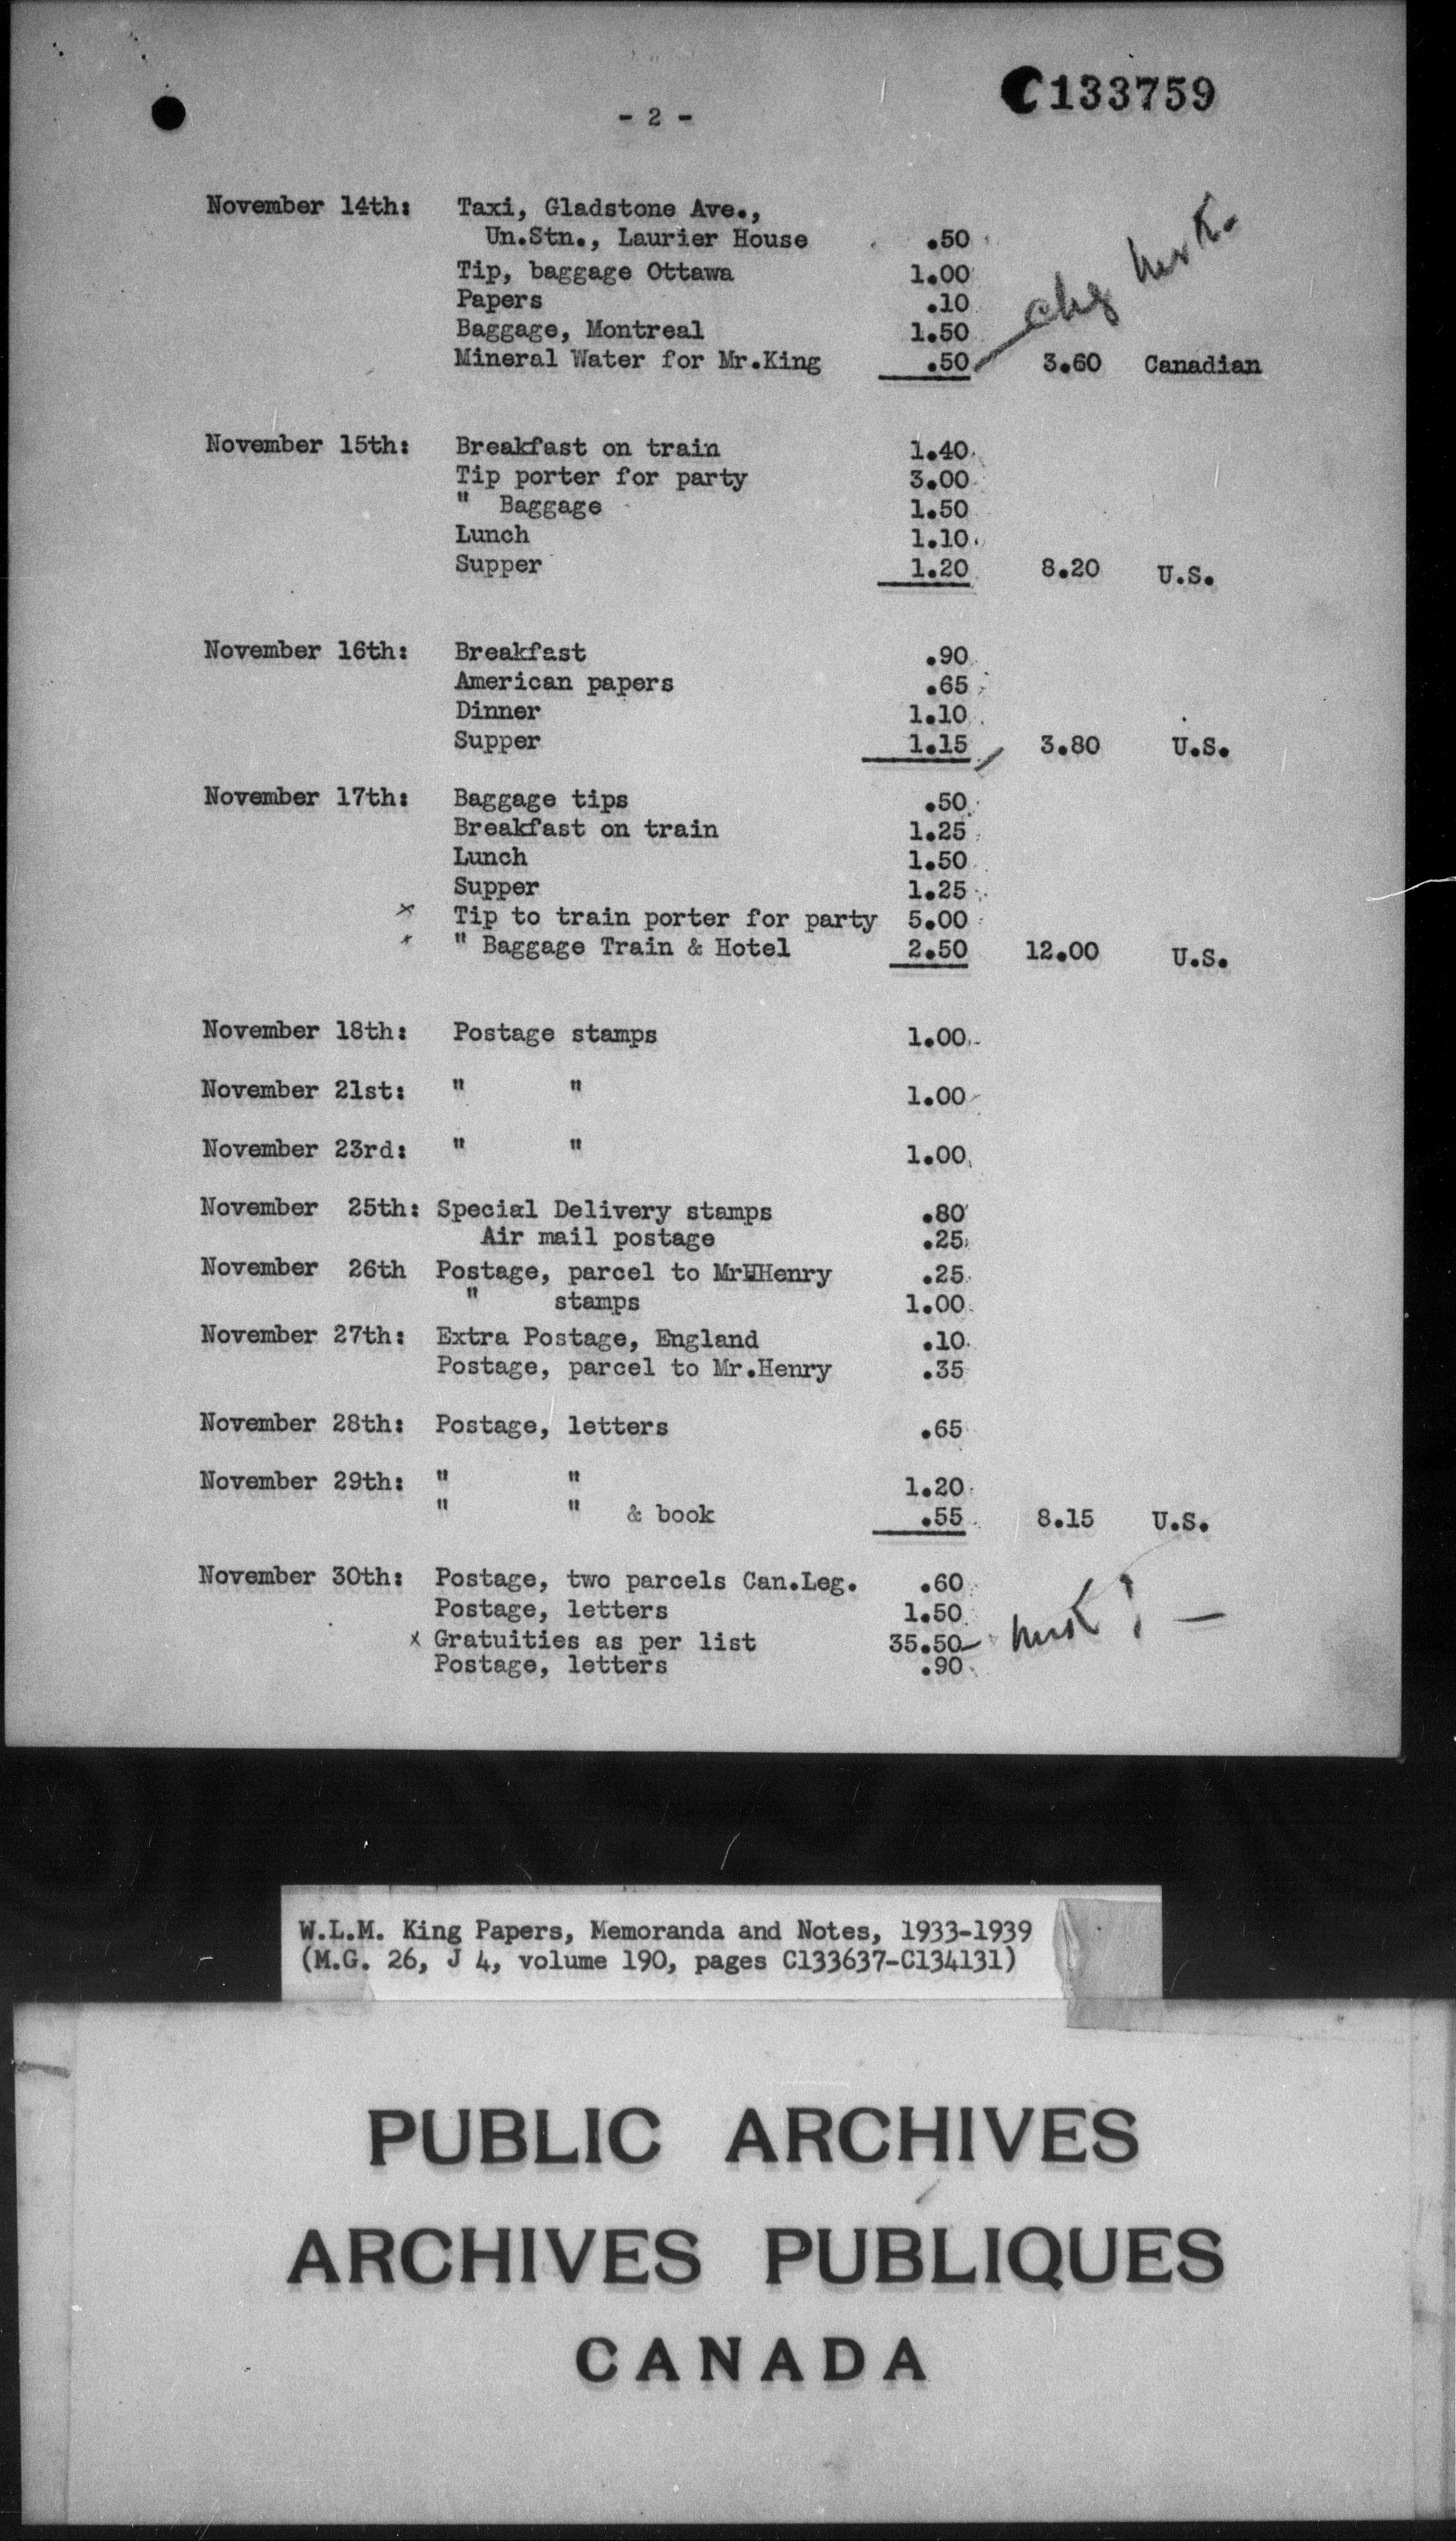 C133759
- 2 -
November 14th: Taxi, Gladstone Ave.,
Un.Stn., Laurier House .50
Tip, baggage Ottawa 1.00
Papers .10
Baggage, Montreal 1.50
Mineral Water for Mr.King .50 3.60 Canadian
chg
November 15th: Breakfast on train 1.40
Tip porter for party 3.00
" Baggage 1.50
Lunch 1.10
Supper 1.20 8.20 U.S.
November 16th: Breakfast .90
American papers .65
Dinner 1.10
Supper 1.15 3.80 U.S.
November 17th: Baggage tips .50
Breakfast on train 1.25
Lunch 1.50
Supper 1.25
x Tip to train porter for party 5.00
x " Baggage Train & Hotel 2.50 12.00 U.S.
November 18th: Postage stamps 1.00
November 21st: " " 1.00
November 23rd: " " 1.00
November 25th: Special Delivery stamps .80
Air mail postage .25
November 26th Postage, parcel to MrHHenry .25
" stamps 1.00
November 27th: Extra Postage, England .10
Postage, parcel to Mr.Henry .35
November 28th: Postage, letters .65
November 29th: " " 1.20
" " & book .55 8.15 U.S.
November 30th: Postage, two parcels Can.Leg. .60
Postage, letters 1.50
x Gratuities as per list 35.50
Postage, letters .90
W.L.M. King Papers, Memoranda and Notes, 1933-1939
(M.G. 26, J 4, volume 190, pages C133637-C134131)
PUBLIC ARCHIVES
ARCHIVES PUBLIQUES
CANADA